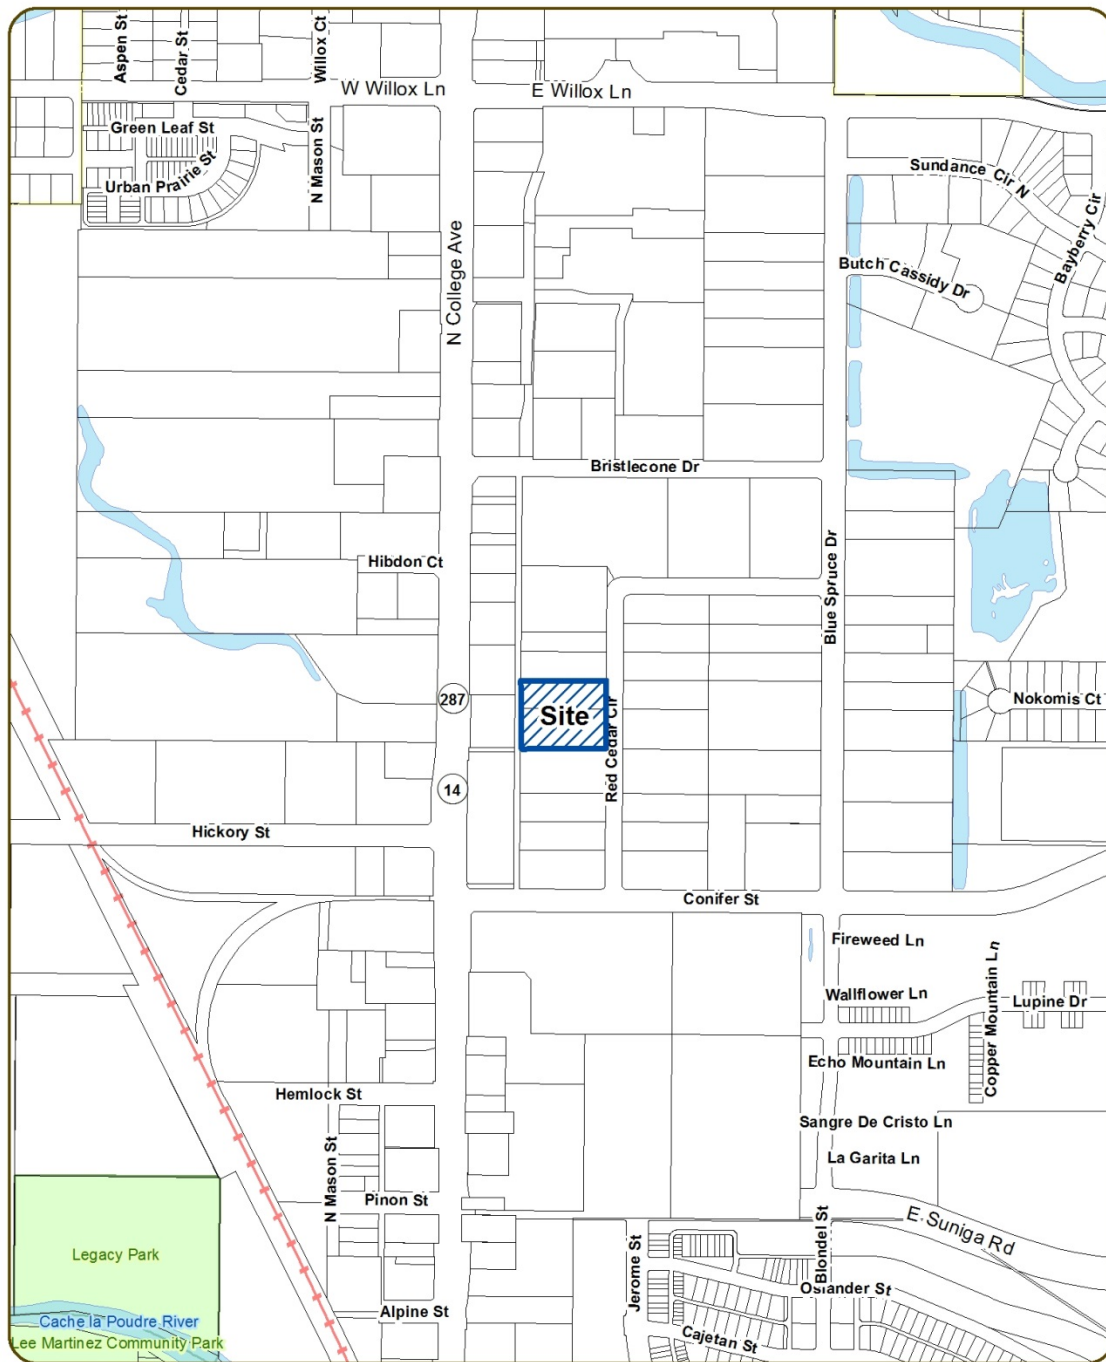 Aspen St
Cedar St
Willox Ct
W Willox Ln
E Willox Ln
Green Leaf St
N Mason St
Urban Prairie St
Sundance Cir N
Bayberry Cir
Butch Cassidy Dr
N College Ave
Bristlecone Dr
Hibdon Ct
Blue Spruce Dr
287
Site
Red Cedar Cir
Nokomis Ct
14
Hickory St
Conifer St
Fireweed Ln
Wallflower Ln
Copper Mountain Ln
Lupine Dr
Echo Mountain Ln
Hemlock St
Sangre De Cristo Ln
N Mason St
La Garita Ln
Pinon St
Blondel St
E Suniga Rd
Legacy Park
Jerome St
Osiander St
Alpine St
Cache la Poudre River
Lee Martinez Community Park
Cajetan St